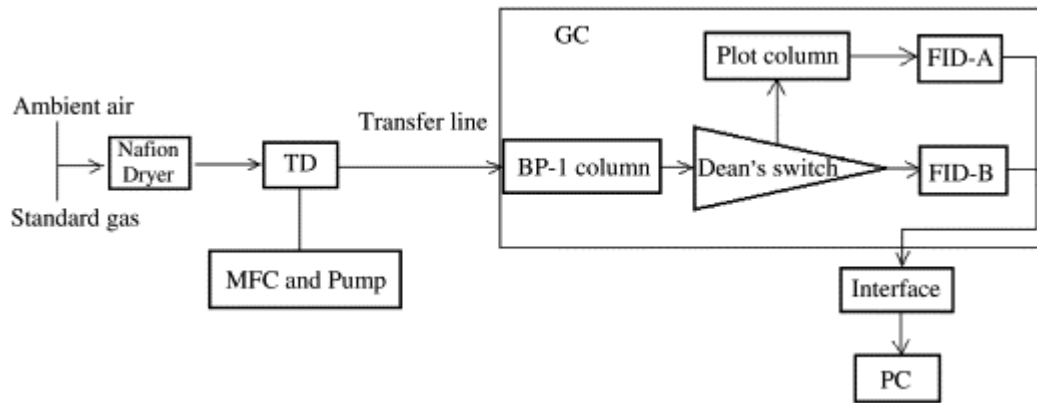 GC
Plot column
FID-A
Ambient air
Transfer line
Nafion
Dryer
TD
BP-1 column
Dean's switch
FID-B
Standard gas
MFC and Pump
Interface
PC